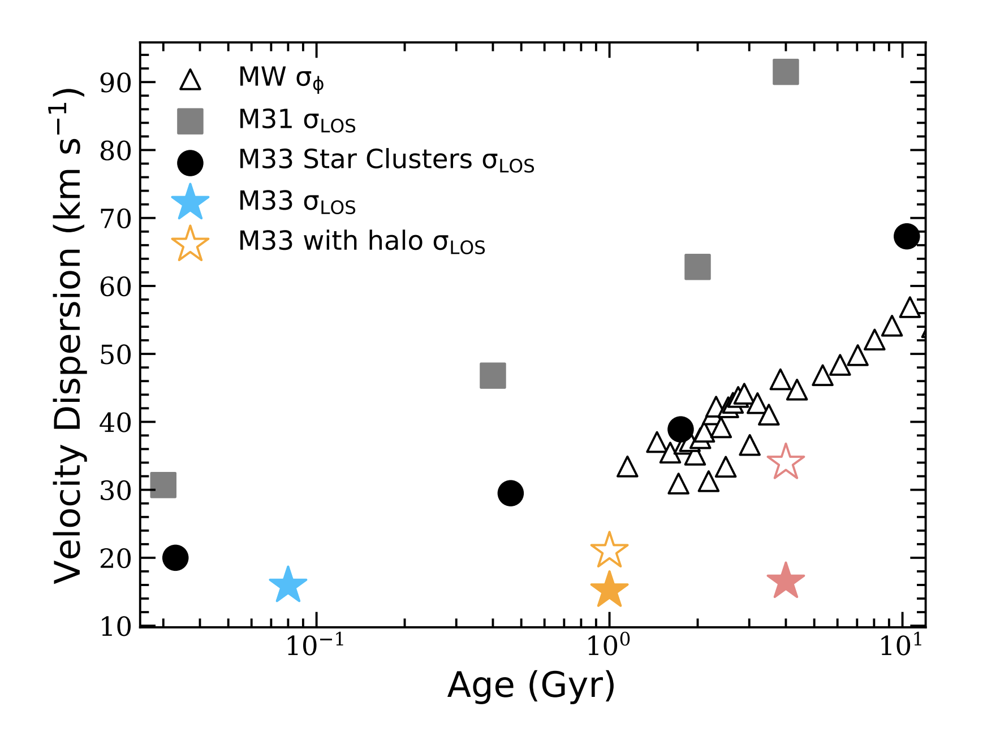 MW σϕ
M31 σLOS
M33 Star Clusters σLOS
M33 σLOS
M33 with halo σLOS
Velocity Dispersion (km s⁻¹)
90
80
70
60
50
40
30
20
10
10⁻¹
10⁰
10¹
Age (Gyr)